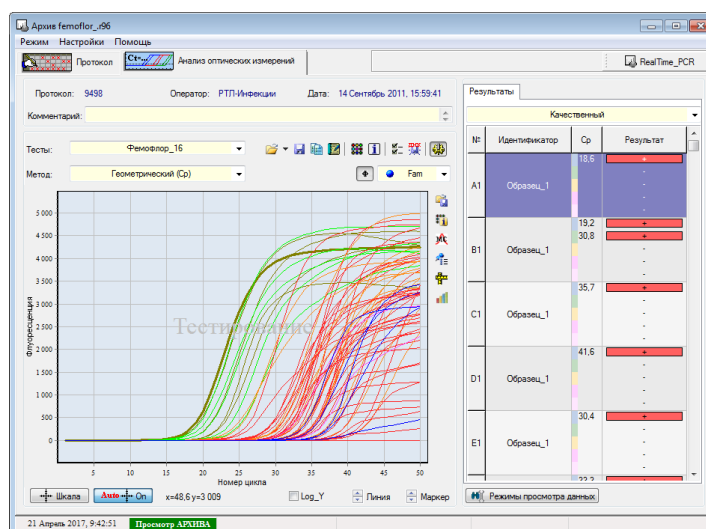 Архив femoflor_.r96
Режим Настройки Помощь
Протокол
Ct=..
Анализ оптических измерений
RealTime_PCR
Протокол: 9498 Оператор: РТЛ-Инфекции Дата: 14 Сентябрь 2011, 15:59:41
Комментарий:
Тесты: Фемофлор_16
Метод: Геометрический (Cp)
Fam
Флуоресценция
5 000
4 500
4 000
3 500
3 000
2 500
2 000
1 500
1 000
500
0
Тестирование
5 10 15 20 25 30 35 40 45 50
Номер цикла
Шкала
Auto On
x=48,6 y=3 009
Log_Y
Линия
Маркер
Результаты
Качественный
№ Идентификатор Cp Результат
A1 Образец_1 18,6 +
-
-
-
B1 Образец_1 19,2 +
30,8 +
-
-
C1 Образец_1 35,7 +
-
-
-
D1 Образец_1 41,6 +
-
-
-
E1 Образец_1 30,4 +
-
-
-
Режимы просмотра данных
21 Апрель 2017, 9:42:51 Просмотр АРХИВА